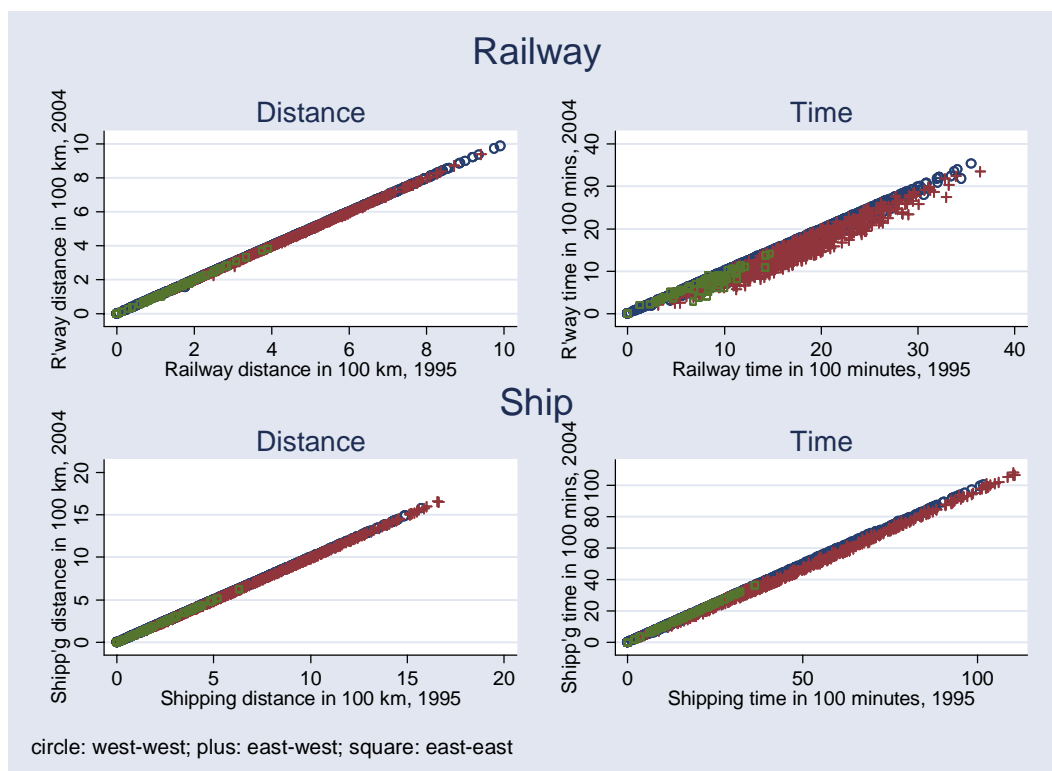 Railway
Distance
R'way distance in 100 km, 2004
0 2 4 6 8 10
0 2 4 6 8 10
Railway distance in 100 km, 1995
Time
R'way time in 100 mins, 2004
0 10 20 30 40
0 10 20 30 40
Railway time in 100 minutes, 1995
Ship
Distance
Shipp'g distance in 100 km, 2004
0 5 10 15 20
0 5 10 15 20
Shipping distance in 100 km, 1995
Time
Shipp'g time in 100 mins, 2004
0 20 40 60 80 100
0 50 100
Shipping time in 100 minutes, 1995
circle: west-west; plus: east-west; square: east-east